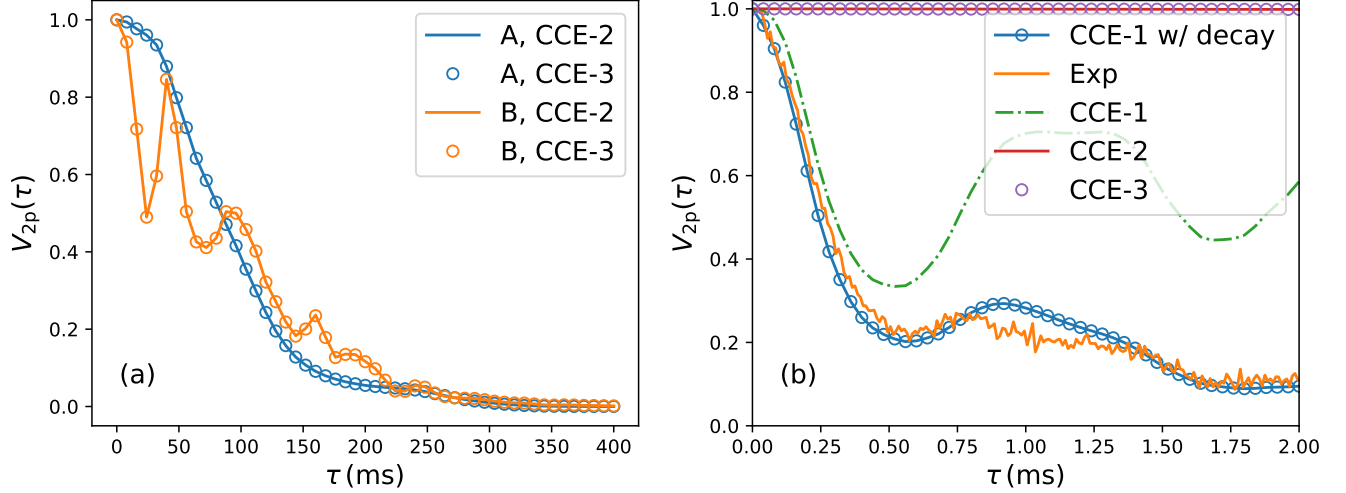 1.0
0.8
0.6
0.4
0.2
0.0
V2p(τ)
A, CCE-2
A, CCE-3
B, CCE-2
B, CCE-3
(a)
0 50 100 150 200 250 300 350 400
τ (ms)
1.0
0.8
0.6
0.4
0.2
0.0
V2p(τ)
CCE-1 w/ decay
Exp
CCE-1
CCE-2
CCE-3
(b)
0.00 0.25 0.50 0.75 1.00 1.25 1.50 1.75 2.00
τ (ms)